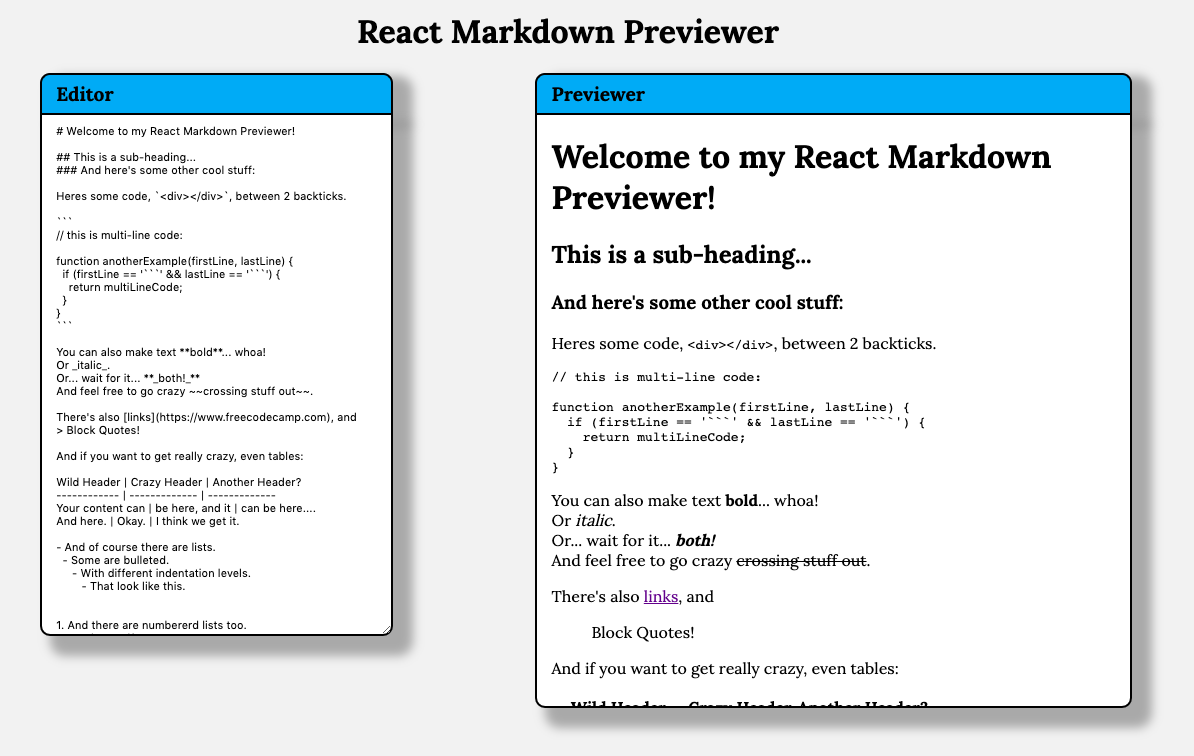 React Markdown Previewer
Editor
# Welcome to my React Markdown Previewer!
## This is a sub-heading...
### And here's some other cool stuff:
Heres some code, `<div></div>`, between 2 backticks.
```
// this is multi-line code:
function anotherExample(firstLine, lastLine) {
  if (firstLine == '```' && lastLine == '```') {
    return multiLineCode;
  }
}
```
You can also make text **bold**... whoa!
Or _italic_.
Or... wait for it... **_both!_**
And feel free to go crazy ~~crossing stuff out~~.
There's also [links](https://www.freecodecamp.com), and
> Block Quotes!
And if you want to get really crazy, even tables:
Wild Header | Crazy Header | Another Header?
------------ | ------------- | -------------
Your content can | be here, and it | can be here....
And here. | Okay. | I think we get it.
- And of course there are lists.
  - Some are bulleted.
     - With different indentation levels.
        - That look like this.
1. And there are numbererd lists too.
Previewer
Welcome to my React Markdown
Previewer!
This is a sub-heading...
And here's some other cool stuff:
Heres some code, <div></div>, between 2 backticks.
// this is multi-line code:
function anotherExample(firstLine, lastLine) {
  if (firstLine == '```' && lastLine == '```') {
    return multiLineCode;
  }
}
You can also make text bold... whoa!
Or italic.
Or... wait for it... both!
And feel free to go crazy crossing stuff out.
There's also links, and
Block Quotes!
And if you want to get really crazy, even tables:
Wild Header Crazy Header Another Header?